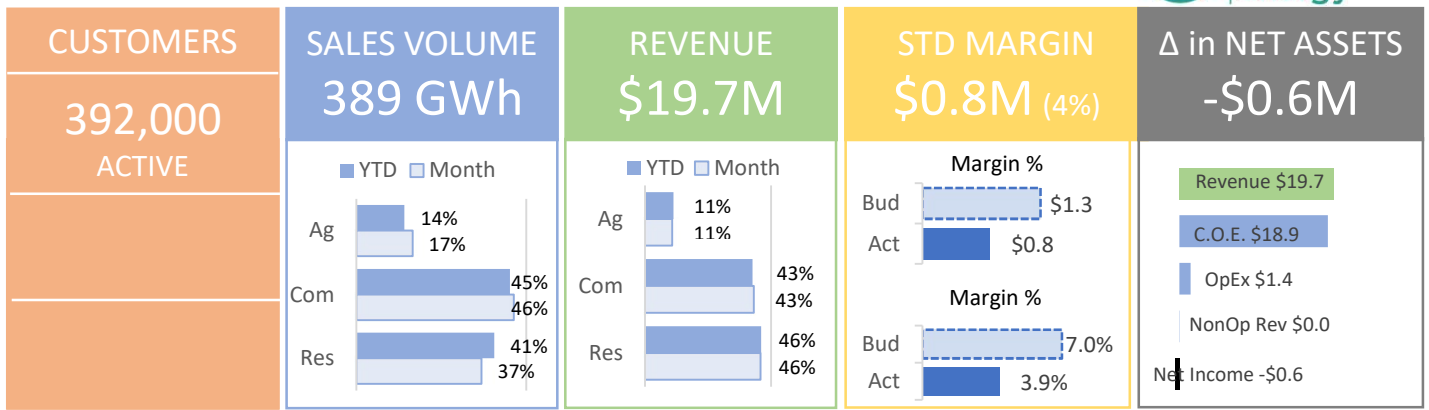 CUSTOMERS
392,000
ACTIVE
SALES VOLUME
389 GWh
YTD Month
Ag 14%
17%
Com 45%
46%
Res 41%
37%
REVENUE
$19.7M
YTD Month
Ag 11%
11%
Com 43%
43%
Res 46%
46%
STD MARGIN
$0.8M (4%)
Margin %
Bud $1.3
Act $0.8
Margin %
Bud 7.0%
Act 3.9%
Δ in NET ASSETS
-$0.6M
Revenue $19.7
C.O.E. $18.9
OpEx $1.4
NonOp Rev $0.0
Net Income -$0.6